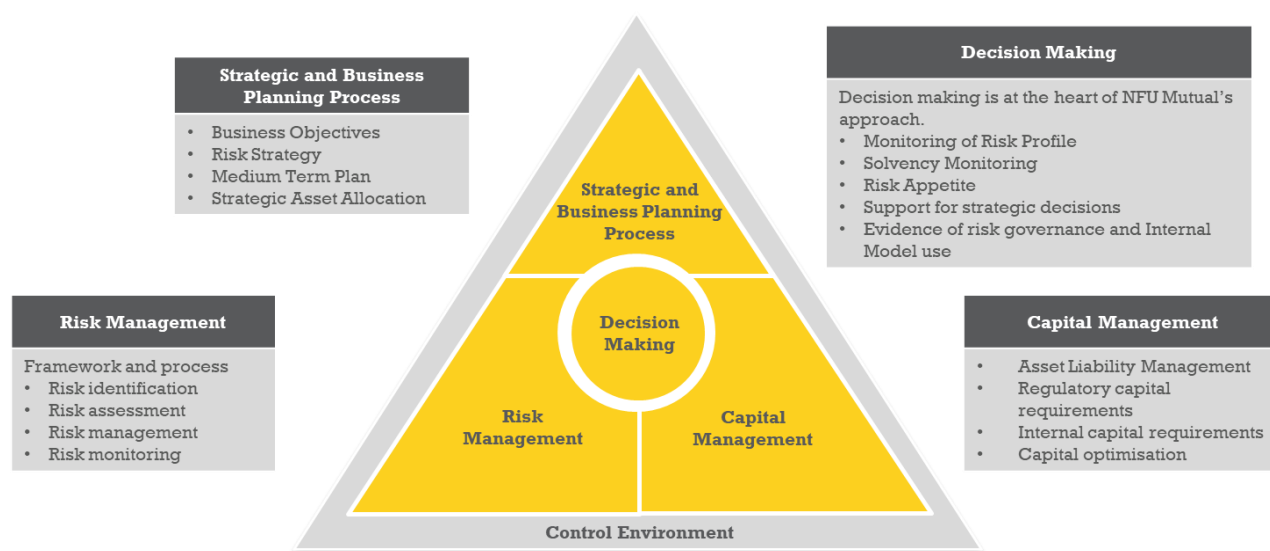 Strategic and Business
Planning Process
• Business Objectives
• Risk Strategy
• Medium Term Plan
• Strategic Asset Allocation
Decision Making
Decision making is at the heart of NFU Mutual's
approach.
• Monitoring of Risk Profile
• Solvency Monitoring
• Risk Appetite
• Support for strategic decisions
• Evidence of risk governance and Internal
Model use
Strategic and
Business Planning
Process
Decision
Making
Risk
Management
Capital
Management
Control Environment
Risk Management
Framework and process
• Risk identification
• Risk assessment
• Risk management
• Risk monitoring
Capital Management
• Asset Liability Management
• Regulatory capital
requirements
• Internal capital requirements
• Capital optimisation